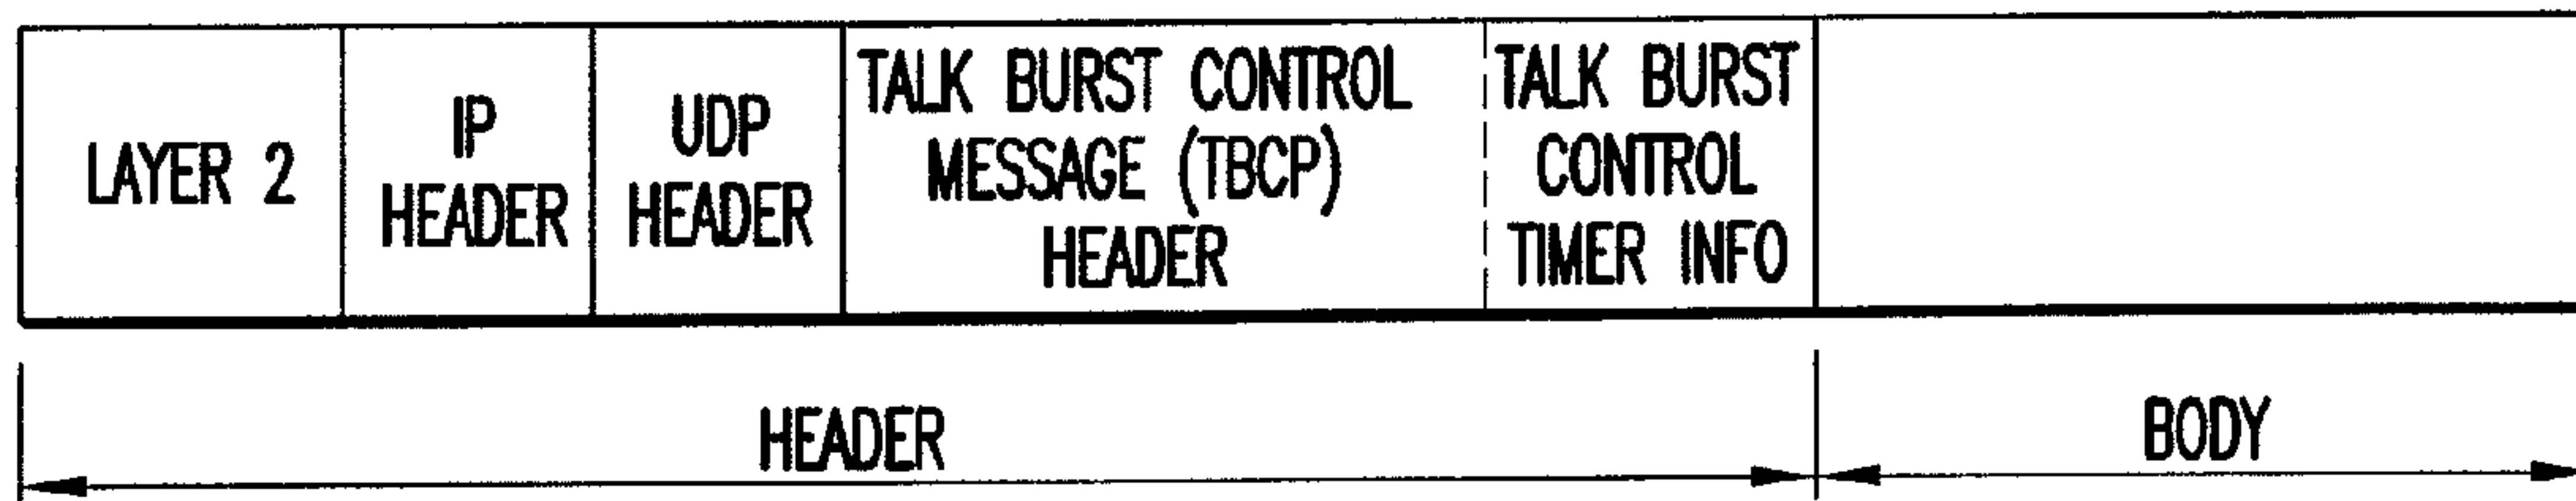 LAYER 2
IP
HEADER
UDP
HEADER
TALK BURST CONTROL
MESSAGE (TBCP)
HEADER
TALK BURST
CONTROL
TIMER INFO
HEADER
BODY